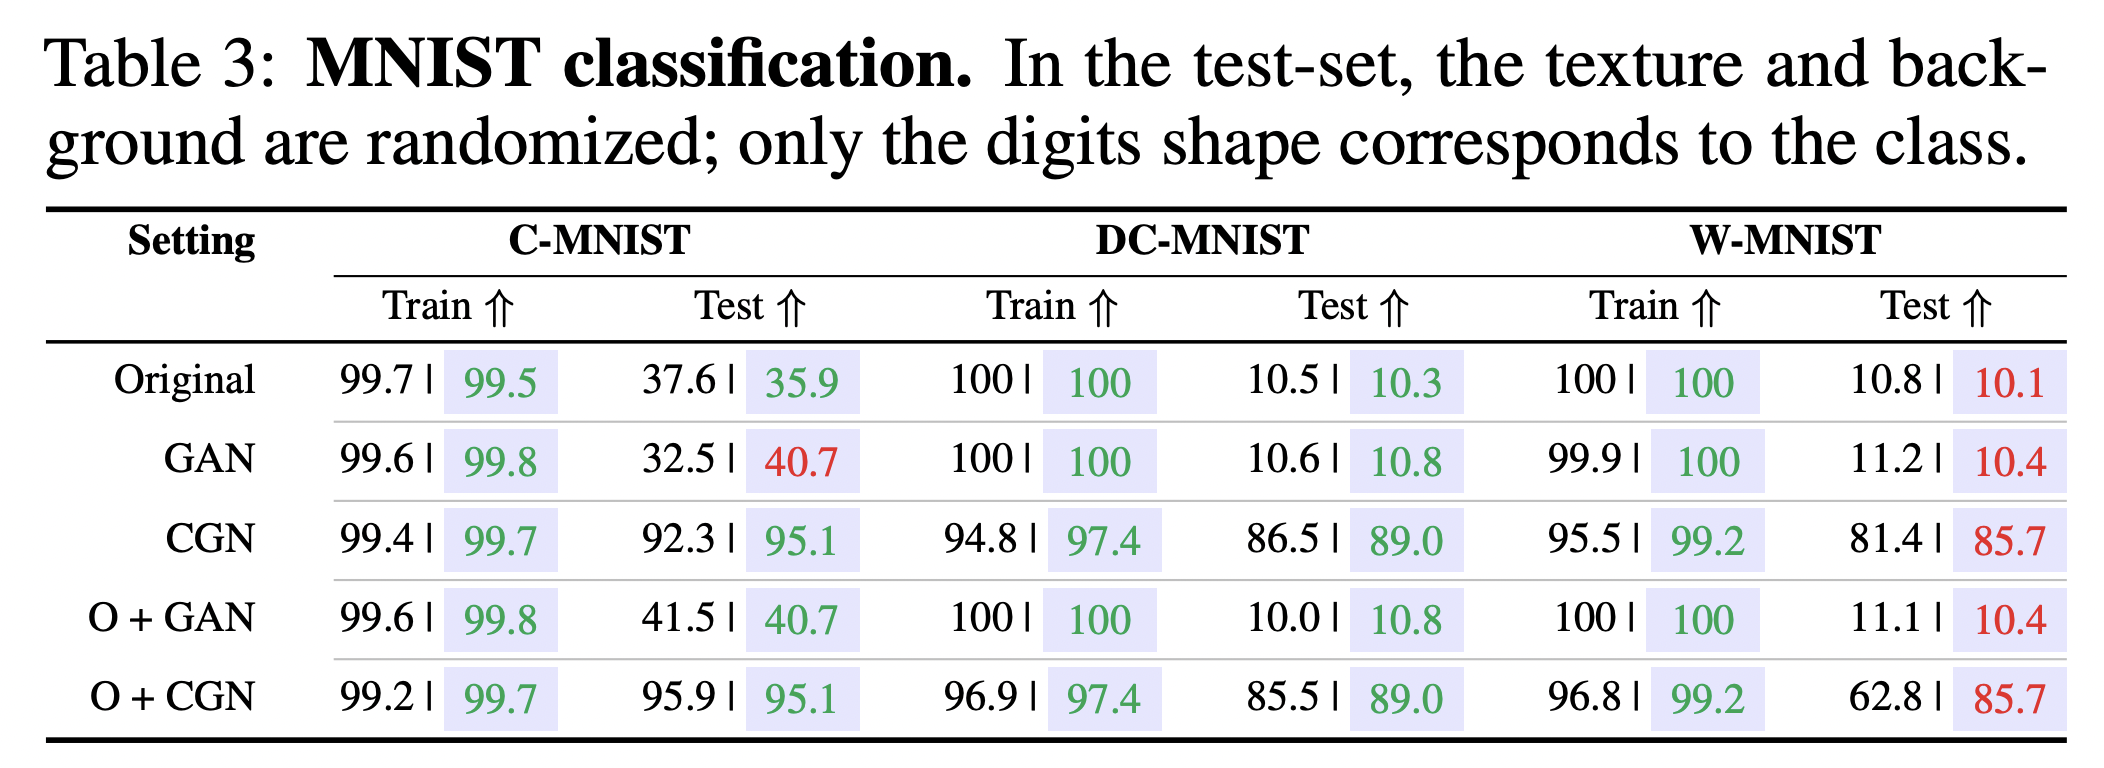 Table 3: MNIST classification. In the test-set, the texture and back-
ground are randomized; only the digits shape corresponds to the class.
Setting C-MNIST DC-MNIST W-MNIST
Train ⇑ Test ⇑ Train ⇑ Test ⇑ Train ⇑ Test ⇑
Original 99.7 | 99.5 37.6 | 35.9 100 | 100 10.5 | 10.3 100 | 100 10.8 | 10.1
GAN 99.6 | 99.8 32.5 | 40.7 100 | 100 10.6 | 10.8 99.9 | 100 11.2 | 10.4
CGN 99.4 | 99.7 92.3 | 95.1 94.8 | 97.4 86.5 | 89.0 95.5 | 99.2 81.4 | 85.7
O + GAN 99.6 | 99.8 41.5 | 40.7 100 | 100 10.0 | 10.8 100 | 100 11.1 | 10.4
O + CGN 99.2 | 99.7 95.9 | 95.1 96.9 | 97.4 85.5 | 89.0 96.8 | 99.2 62.8 | 85.7